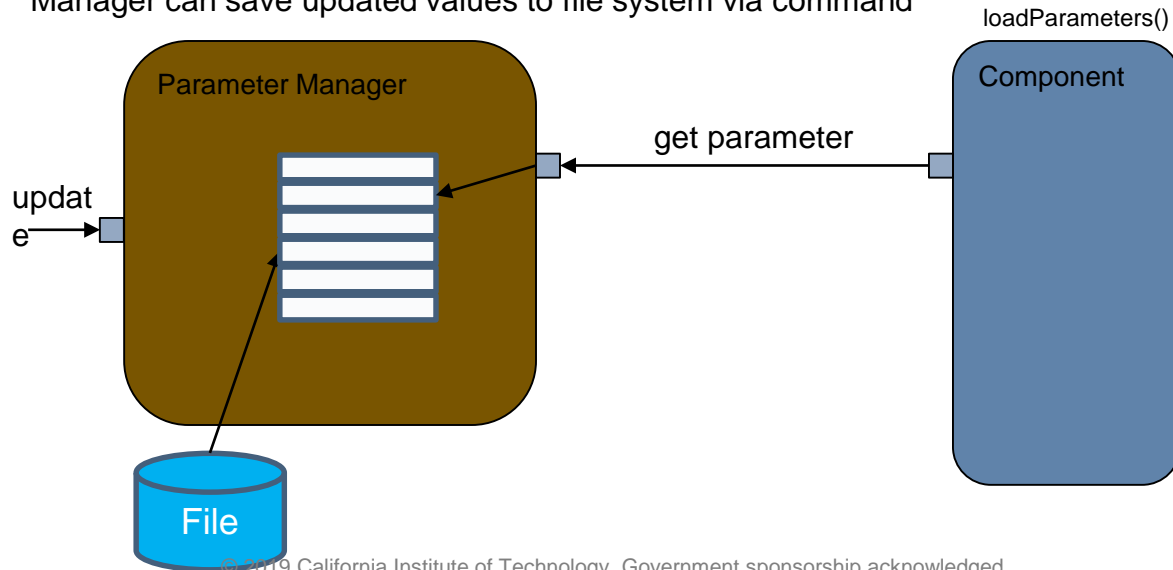 Manager can save updated values to file system via command
loadParameters()
Parameter Manager
Component
get parameter
updat
e
File
© 2019 California Institute of Technology. Government sponsorship acknowledged